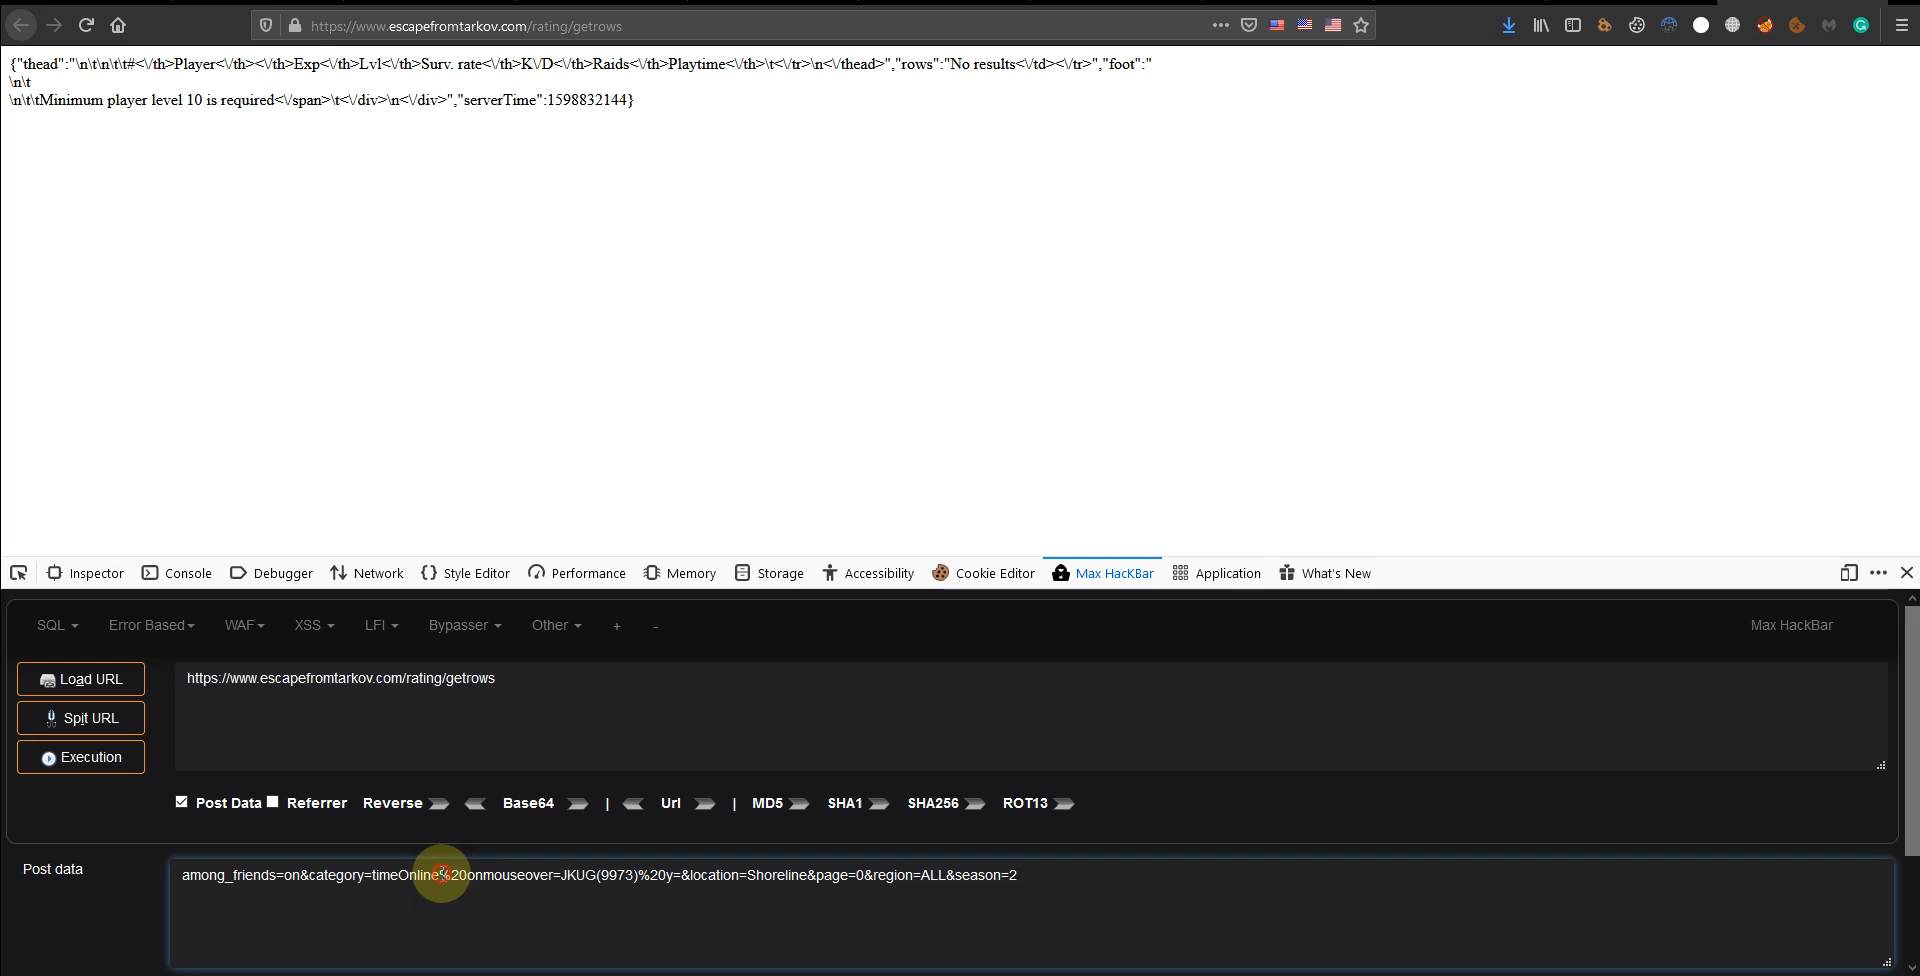 https://www.escapefromtarkov.com/rating/getrows
{"thead":"\n\t\n\t\t#<\/th>Player<\/th><\/th>Exp<\/th>Lvl<\/th>Surv. rate<\/th>K\/D<\/th>Raids<\/th>Playtime<\/th>\t<\/tr>\n<\/thead>","rows":"No results<\/td><\/tr>","foot":"
\n\t
\n\t\tMinimum player level 10 is required<\/span>\t<\/div>\n<\/div>","serverTime":1598832144}
Inspector Console Debugger Network Style Editor Performance Memory Storage Accessibility Cookie Editor Max HacKBar Application What's New
SQL Error Based WAF XSS LFI Bypasser Other + - Max HacKBar
Load URL
https://www.escapefromtarkov.com/rating/getrows
Spit URL
Execution
Post Data Referrer Reverse Base64 | Url | MD5 SHA1 SHA256 ROT13
Post data
among_friends=on&category=timeOnline%20onmouseover=JKUG(9973)%20y=&location=Shoreline&page=0&region=ALL&season=2